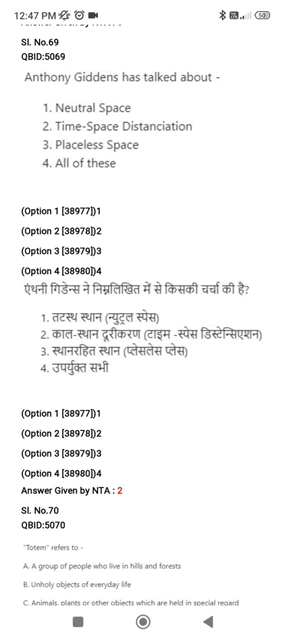 12:47 PM
50
Sl. No.69
QBID:5069
Anthony Giddens has talked about -
1. Neutral Space
2. Time-Space Distanciation
3. Placeless Space
4. All of these
(Option 1 [38977])1
(Option 2 [38978])2
(Option 3 [38979])3
(Option 4 [38980])4
एंथनी गिडेन्स ने निम्नलिखित में से किसकी चर्चा की है?
1. तटस्थ स्थान (न्युट्रल स्पेस)
2. काल-स्थान दूरीकरण (टाइम -स्पेस डिस्टेन्सिएशन)
3. स्थानरहित स्थान (प्लेसलेस प्लेस)
4. उपर्युक्त सभी
(Option 1 [38977])1
(Option 2 [38978])2
(Option 3 [38979])3
(Option 4 [38980])4
Answer Given by NTA : 2
Sl. No.70
QBID:5070
"Totem" refers to -
A. A group of people who live in hills and forests
B. Unholy objects of everyday life
C. Animals, plants or other objects which are held in special regard